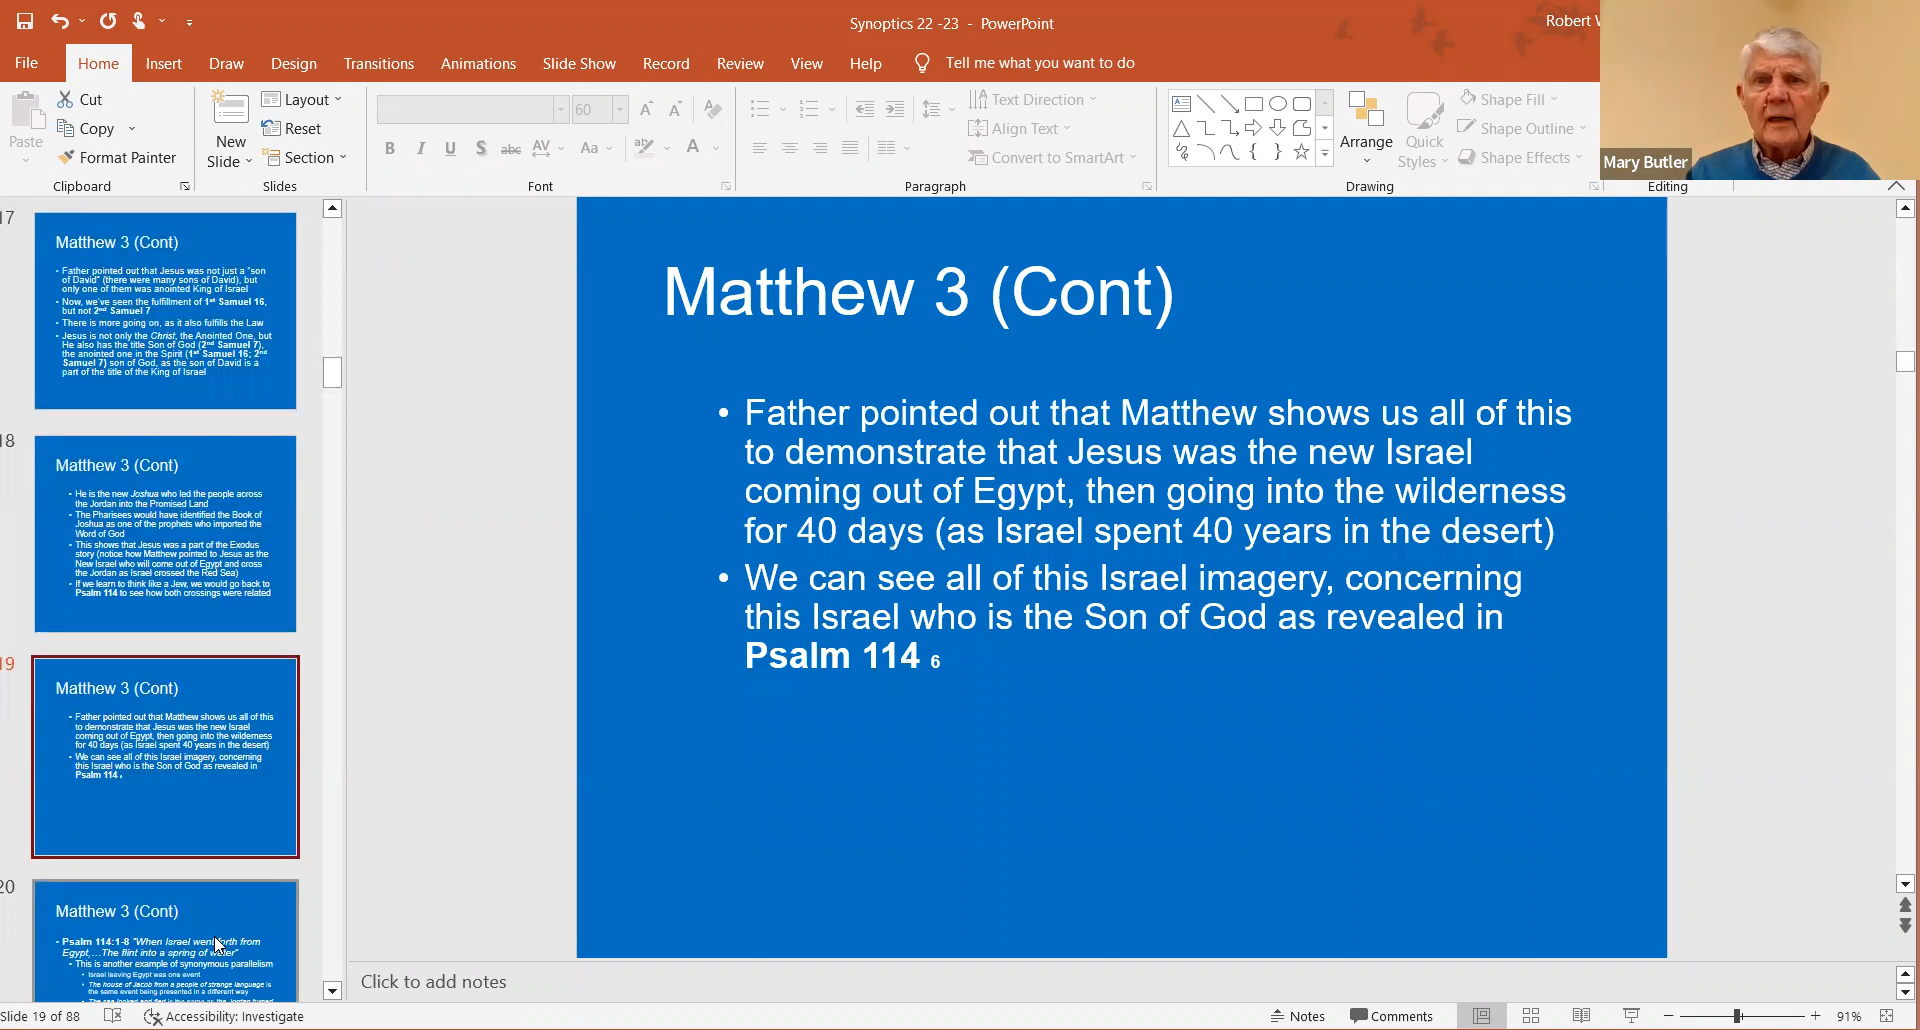 Synoptics 22 -23 - PowerPoint
Robert
File
Home
Insert
Draw
Design
Transitions
Animations
Slide Show
Record
Review
View
Help
Tell me what you want to do
Paste
Cut
Copy
Format Painter
Clipboard
New
Slide
Layout
Reset
Section
Slides
60
B I U S abc AV Aa ab A
Font
Text Direction
Align Text
Convert to SmartArt
Paragraph
Arrange
Quick
Styles
Shape Fill
Shape Outline
Shape Effects
Drawing
Editing
Mary Butler
17
Matthew 3 (Cont)
• Father pointed out that Jesus was not just a "son
of David" (there were many sons of David), but
only one of them was anointed King of Israel
• Now, we've seen the fulfillment of 1st Samuel 16,
but not 2nd Samuel 7
• There is more going on, as it also fulfills the Law
• Jesus is not only the Christ, the Anointed One, but
He also has the title Son of God (2nd Samuel 7),
the anointed one in the Spirit (1st Samuel 16; 2nd
Samuel 7) son of God, as the son of David is a
part of the title of the King of Israel
18
Matthew 3 (Cont)
• He is the new Joshua who led the people across
the Jordan into the Promised Land
• The Pharisees would have identified the Book of
Joshua as one of the prophets who imported the
Word of God
• This shows that Jesus was a part of the Exodus
story (notice how Matthew pointed to Jesus as the
New Israel who will come out of Egypt and cross
the Jordan as Israel crossed the Red Sea)
• If we learn to think like a Jew, we would go back to
Psalm 114 to see how both crossings were related
19
Matthew 3 (Cont)
• Father pointed out that Matthew shows us all of this
to demonstrate that Jesus was the new Israel
coming out of Egypt, then going into the wilderness
for 40 days (as Israel spent 40 years in the desert)
• We can see all of this Israel imagery, concerning
this Israel who is the Son of God as revealed in
Psalm 114 6
20
Matthew 3 (Cont)
• Psalm 114:1-8 "When Israel went forth from
Egypt,…The flint into a spring of water"
• This is another example of synonymous parallelism
• Israel leaving Egypt was one event
• The house of Jacob from a people of strange language is
the same event being presented in a different way
• The sea looked and fled is the same as the Jordan turned
Matthew 3 (Cont)
• Father pointed out that Matthew shows us all of this
to demonstrate that Jesus was the new Israel
coming out of Egypt, then going into the wilderness
for 40 days (as Israel spent 40 years in the desert)
• We can see all of this Israel imagery, concerning
this Israel who is the Son of God as revealed in
Psalm 114 6
Click to add notes
Slide 19 of 88
Accessibility: Investigate
Notes
Comments
91%